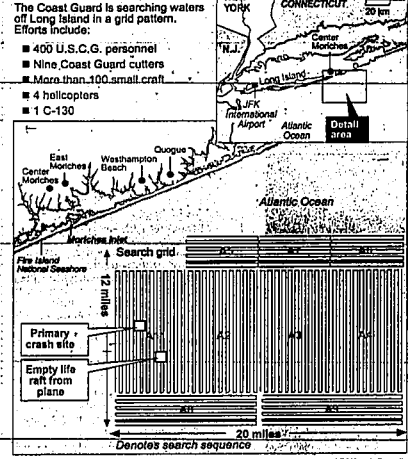 The Coast Guard is searching waters
off Long Island in a grid pattern.
Efforts include:
■ 400 U.S.C.G. personnel
■ Nine Coast Guard cutters
■ More than 100 small craft
■ 4 helicopters
■ 1 C-130
YORK
CONNECTICUT
20 km
N.J.
Center
Moriches
Long Island
JFK
International
Airport
Atlantic
Ocean
Detail
area
Quogue
East
Moriches
Westhampton
Beach
Center
Moriches
Atlantic Ocean
Moriches Inlet
Fire Island
National Seashore
Search grid
12 miles
Primary
crash site
A2
A3
Empty life
raft from
plane
20 miles
Denotes search sequence